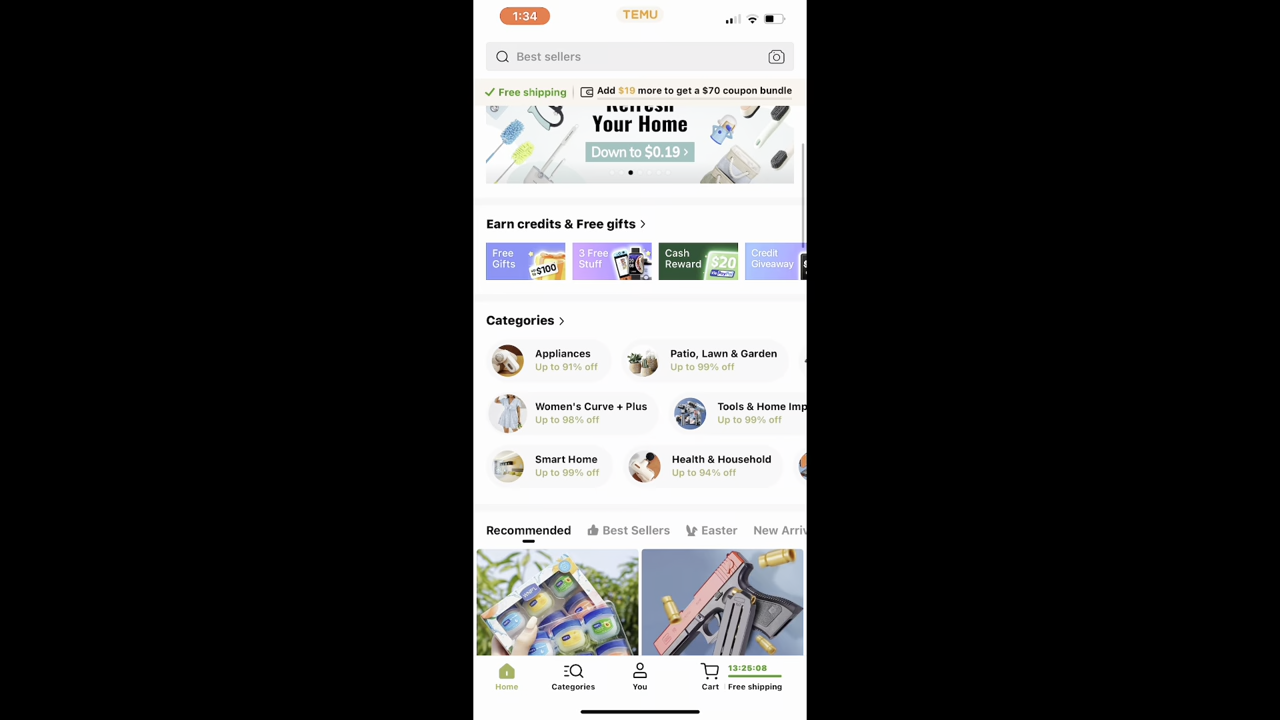 1:34
TEMU
Best sellers
Free shipping
Add $19 more to get a $70 coupon bundle
Refresh
Your Home
Down to $0.19 >
Earn credits & Free gifts >
Free
Gifts
$100
3 Free
Stuff
Cash
Reward
$20
Credit
Giveaway
Categories >
Appliances
Up to 91% off
Patio, Lawn & Garden
Up to 99% off
Women's Curve + Plus
Up to 98% off
Tools & Home Imp
Up to 99% off
Smart Home
Up to 99% off
Health & Household
Up to 94% off
Recommended
Best Sellers
Easter
New Arriv
Home
Categories
You
Cart
13:25:08
Free shipping